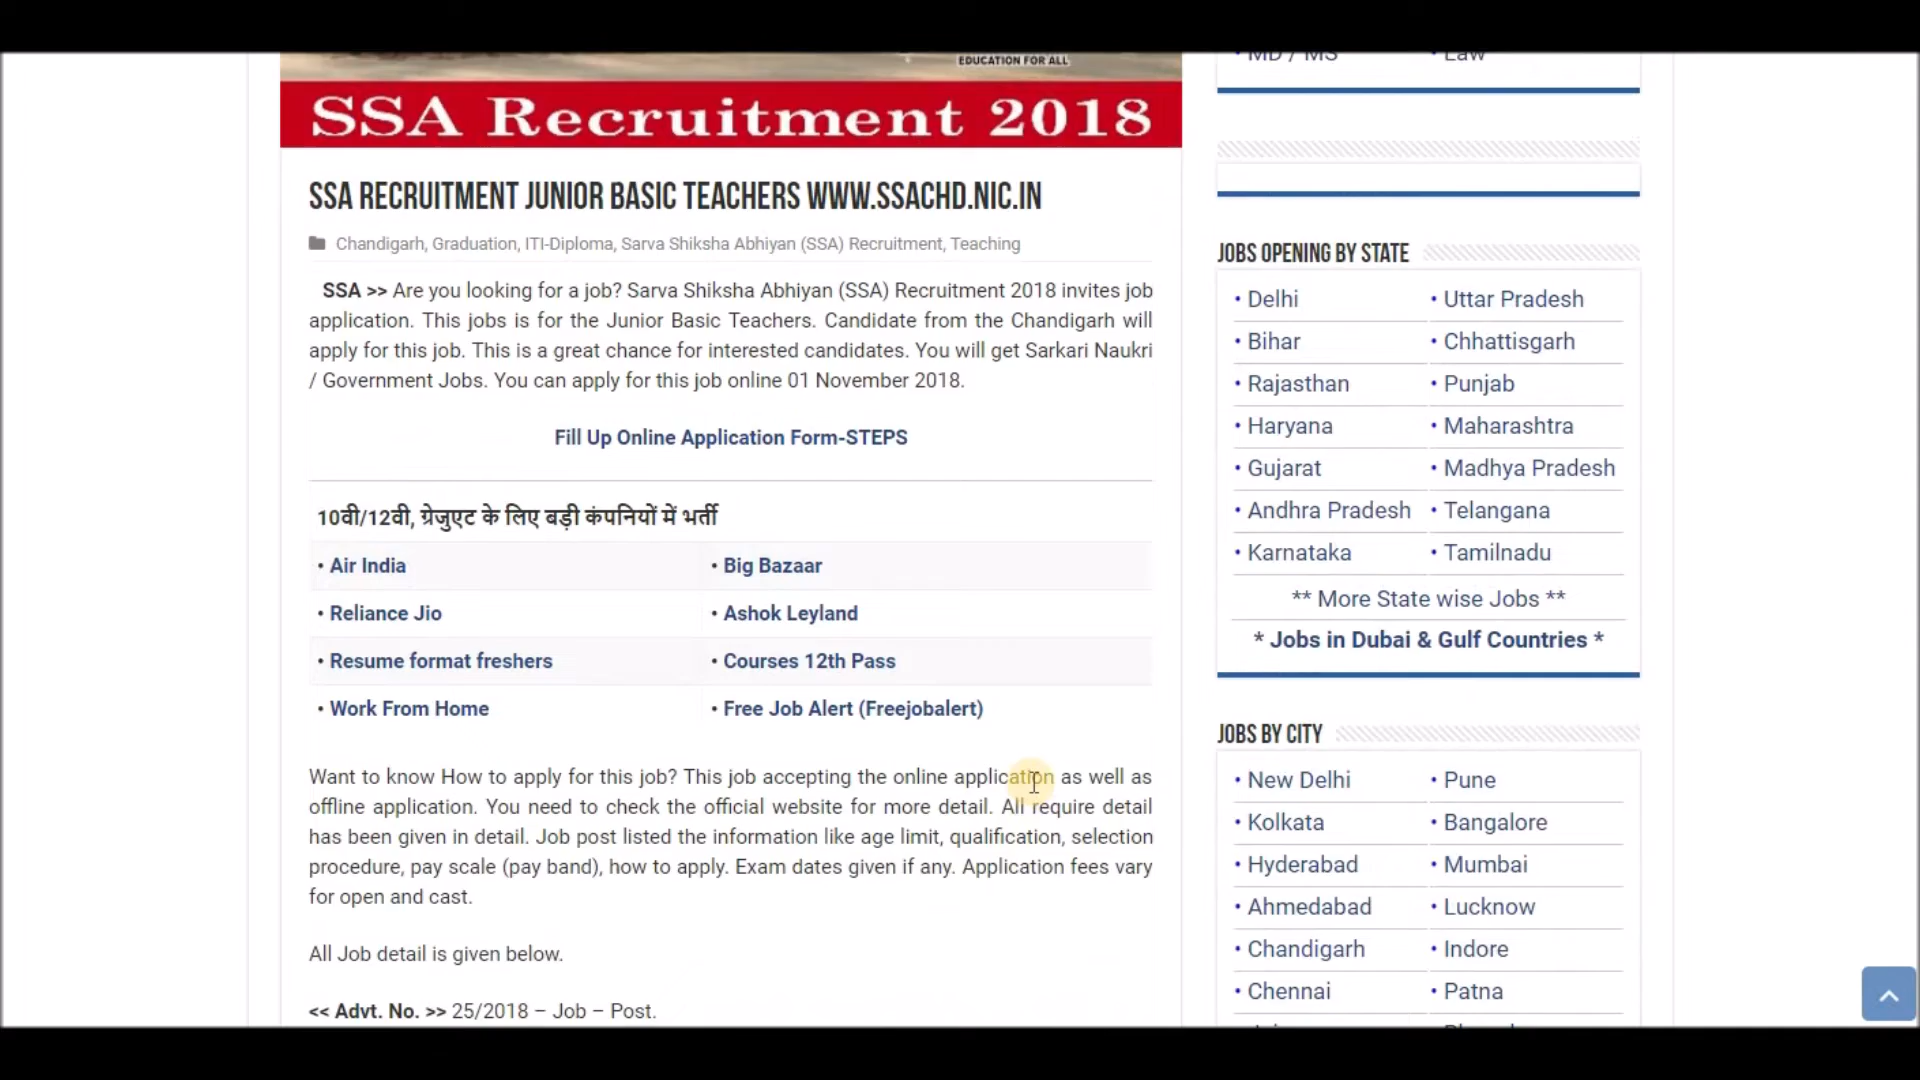 EDUCATION FOR ALL
SSA Recruitment 2018
SSA RECRUITMENT JUNIOR BASIC TEACHERS WWW.SSACHD.NIC.IN
Chandigarh, Graduation, ITI-Diploma, Sarva Shiksha Abhiyan (SSA) Recruitment, Teaching
SSA >> Are you looking for a job? Sarva Shiksha Abhiyan (SSA) Recruitment 2018 invites job
application. This jobs is for the Junior Basic Teachers. Candidate from the Chandigarh will
apply for this job. This is a great chance for interested candidates. You will get Sarkari Naukri
/ Government Jobs. You can apply for this job online 01 November 2018.
Fill Up Online Application Form-STEPS
10वी/12वी, ग्रेजुएट के लिए बड़ी कंपनियों में भर्ती
• Air India
• Big Bazaar
• Reliance Jio
• Ashok Leyland
• Resume format freshers
• Courses 12th Pass
• Work From Home
• Free Job Alert (Freejobalert)
Want to know How to apply for this job? This job accepting the online application as well as
offline application. You need to check the official website for more detail. All require detail
has been given in detail. Job post listed the information like age limit, qualification, selection
procedure, pay scale (pay band), how to apply. Exam dates given if any. Application fees vary
for open and cast.
All Job detail is given below.
<< Advt. No. >> 25/2018 – Job – Post.
• MD / MS
• Law
JOBS OPENING BY STATE
• Delhi
• Uttar Pradesh
• Bihar
• Chhattisgarh
• Rajasthan
• Punjab
• Haryana
• Maharashtra
• Gujarat
• Madhya Pradesh
• Andhra Pradesh
• Telangana
• Karnataka
• Tamilnadu
** More State wise Jobs **
* Jobs in Dubai & Gulf Countries *
JOBS BY CITY
• New Delhi
• Pune
• Kolkata
• Bangalore
• Hyderabad
• Mumbai
• Ahmedabad
• Lucknow
• Chandigarh
• Indore
• Chennai
• Patna